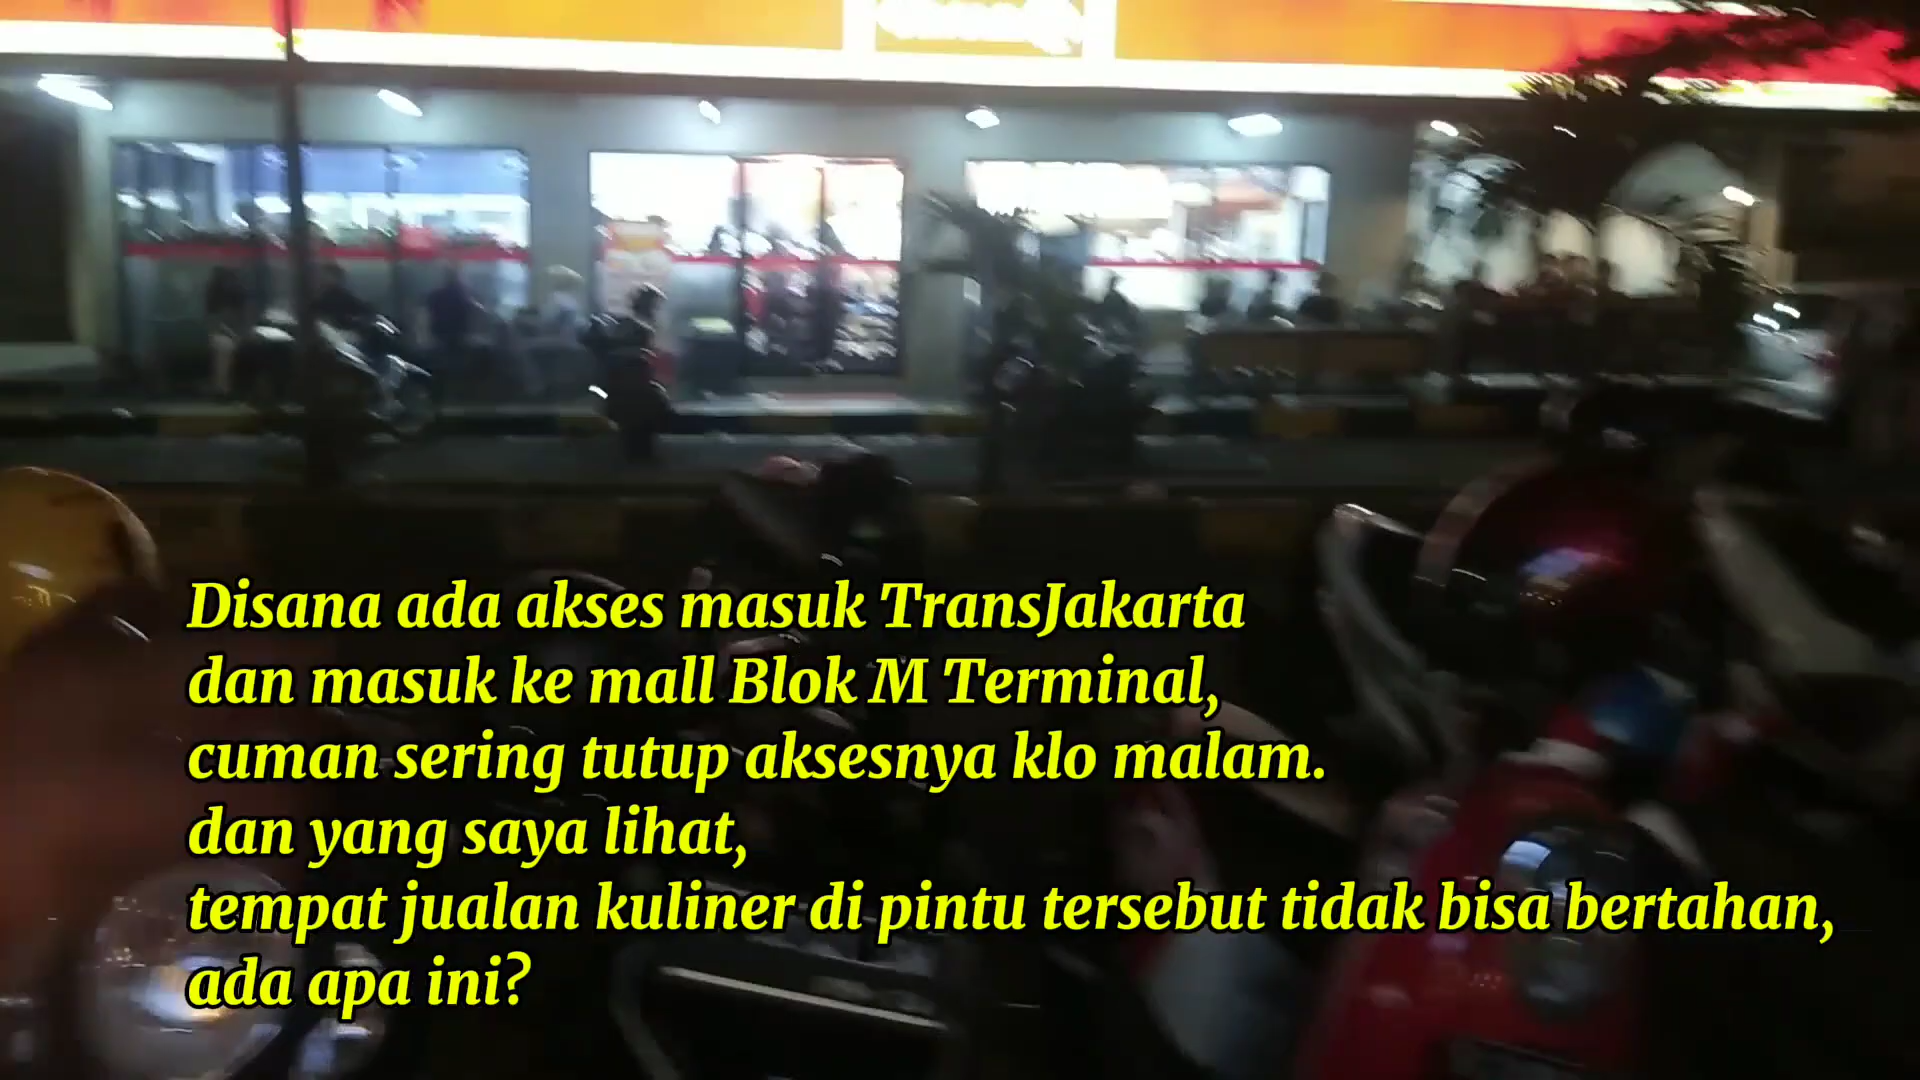 Disana ada akses masuk TransJakarta
dan masuk ke mall Blok M Terminal,
cuman sering tutup aksesnya klo malam.
dan yang saya lihat,
tempat jualan kuliner di pintu tersebut tidak bisa bertahan,
ada apa ini?